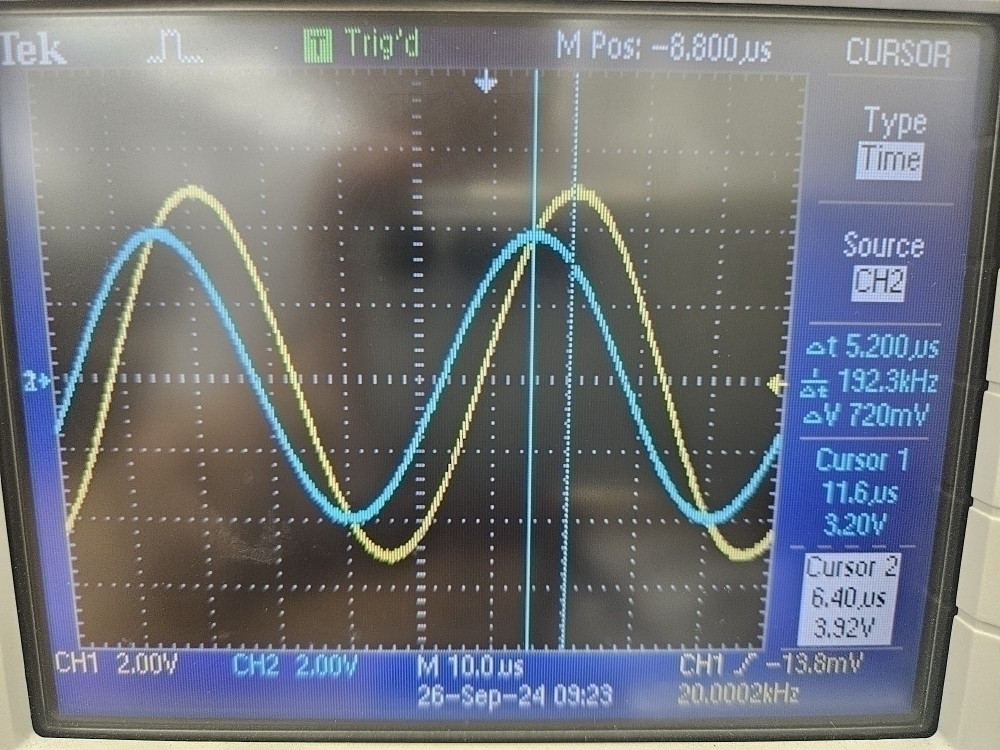 Tek T Trig'd M Pos: -8.800µs CURSOR
Type
Time
Source
CH2
Δt 5.200µs
1/Δt 192.3kHz
ΔV 720mV
2
Cursor 1
11.6µs
3.20V
Cursor 2
6.40µs
3.92V
CH1 2.00V CH2 2.00V M 10.0µs CH1 -13.8mV
26-Sep-24 09:23 20.0002kHz